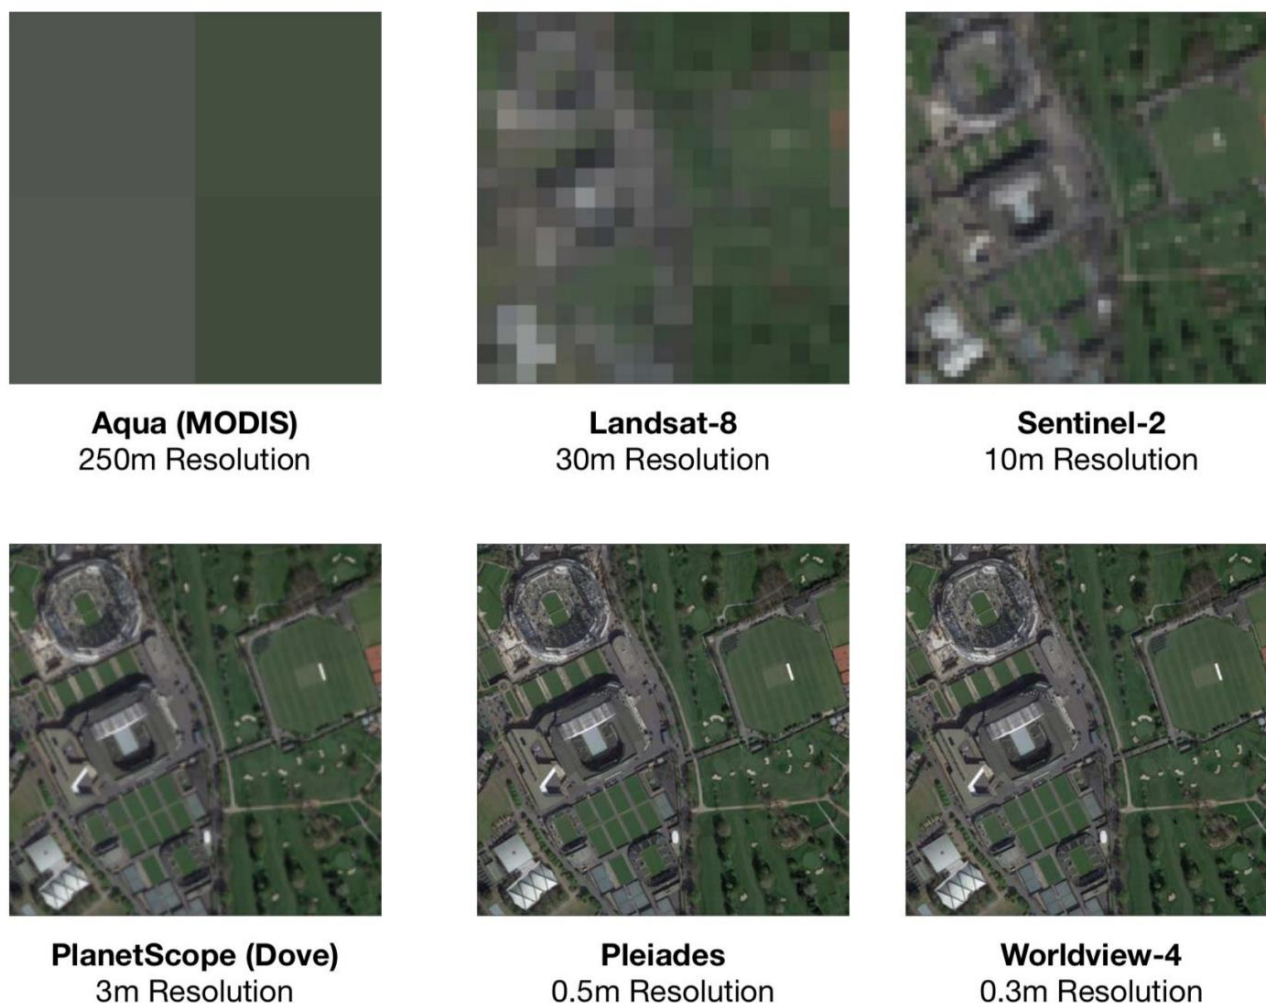 Aqua (MODIS)
250m Resolution
Landsat-8
30m Resolution
Sentinel-2
10m Resolution
PlanetScope (Dove)
3m Resolution
Pleiades
0.5m Resolution
Worldview-4
0.3m Resolution